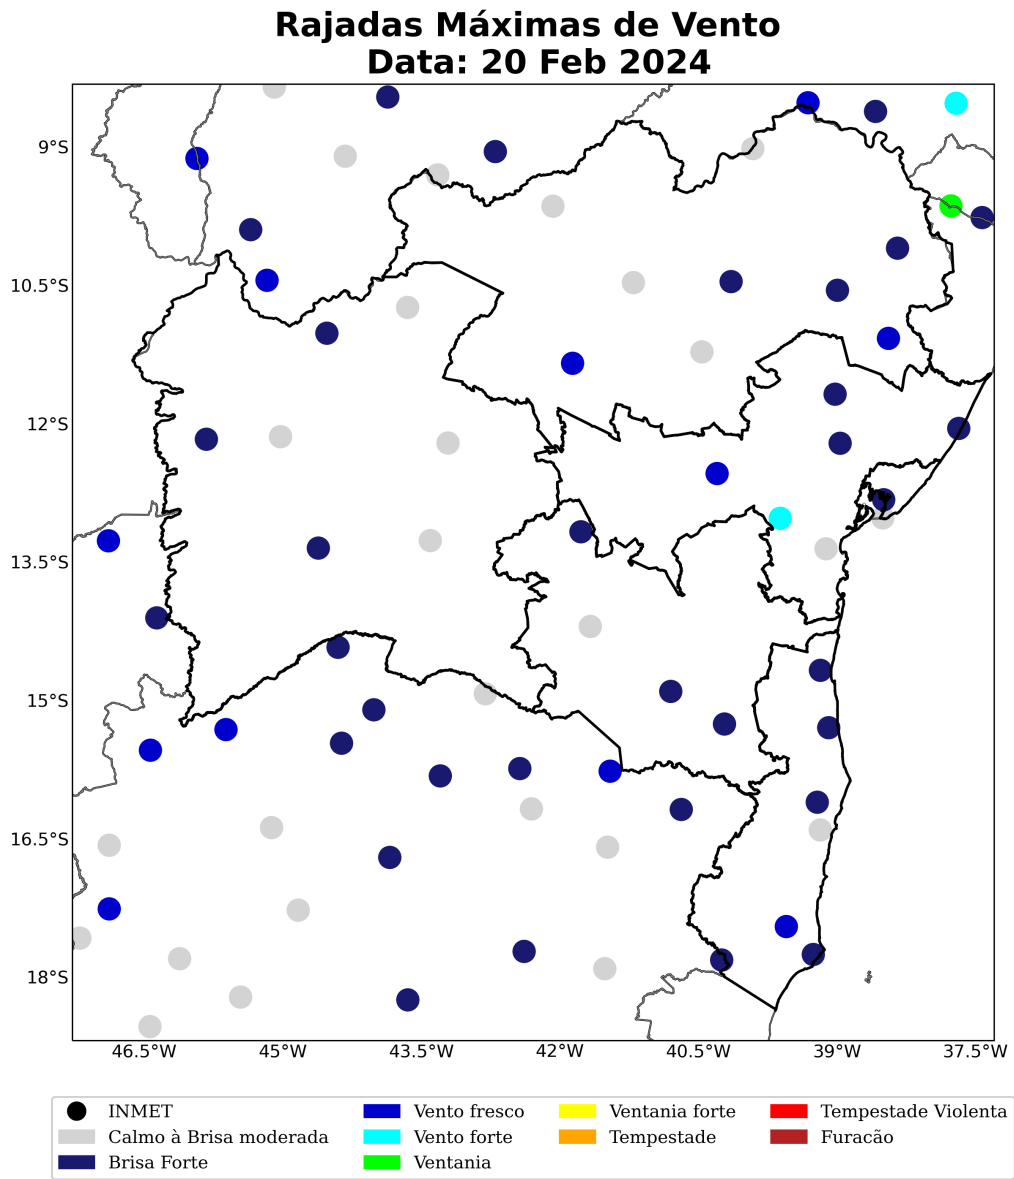 Rajadas Máximas de Vento
Data: 20 Feb 2024
9°S
10.5°S
12°S
13.5°S
15°S
16.5°S
18°S
46.5°W 45°W 43.5°W 42°W 40.5°W 39°W 37.5°W
INMET
Calmo à Brisa moderada
Brisa Forte
Vento fresco
Vento forte
Ventania
Ventania forte
Tempestade
Tempestade Violenta
Furacão